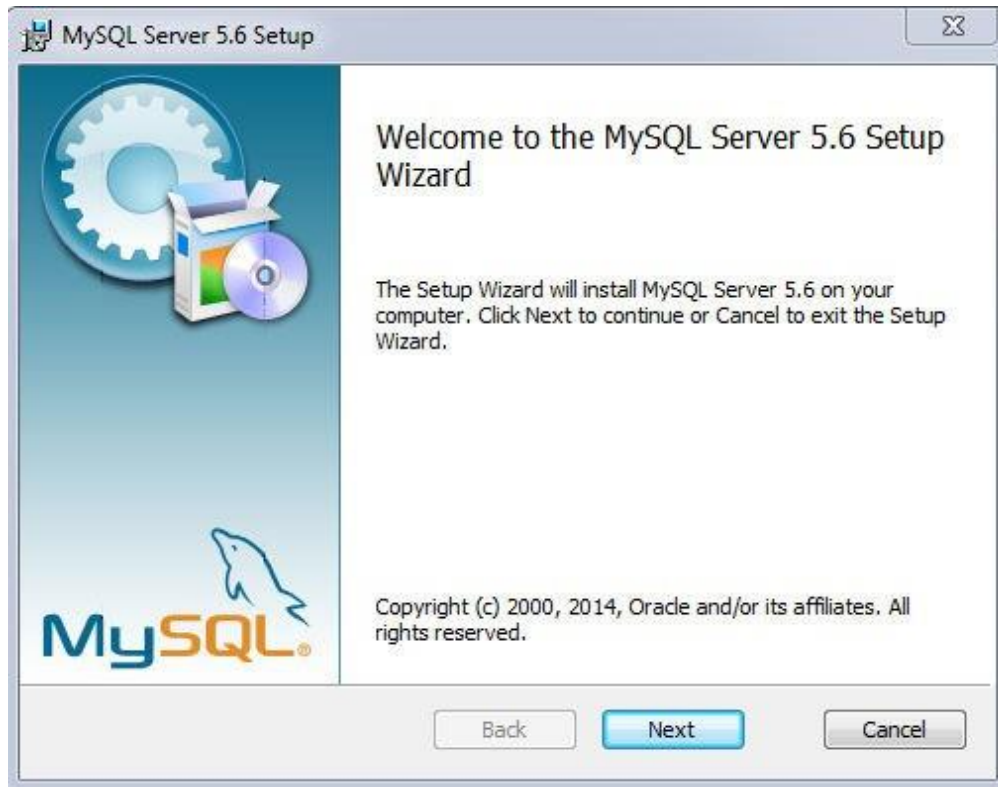 MySQL Server 5.6 Setup
Welcome to the MySQL Server 5.6 Setup
Wizard
The Setup Wizard will install MySQL Server 5.6 on your
computer. Click Next to continue or Cancel to exit the Setup
Wizard.
MySQL®
Copyright (c) 2000, 2014, Oracle and/or its affiliates. All
rights reserved.
Back Next Cancel